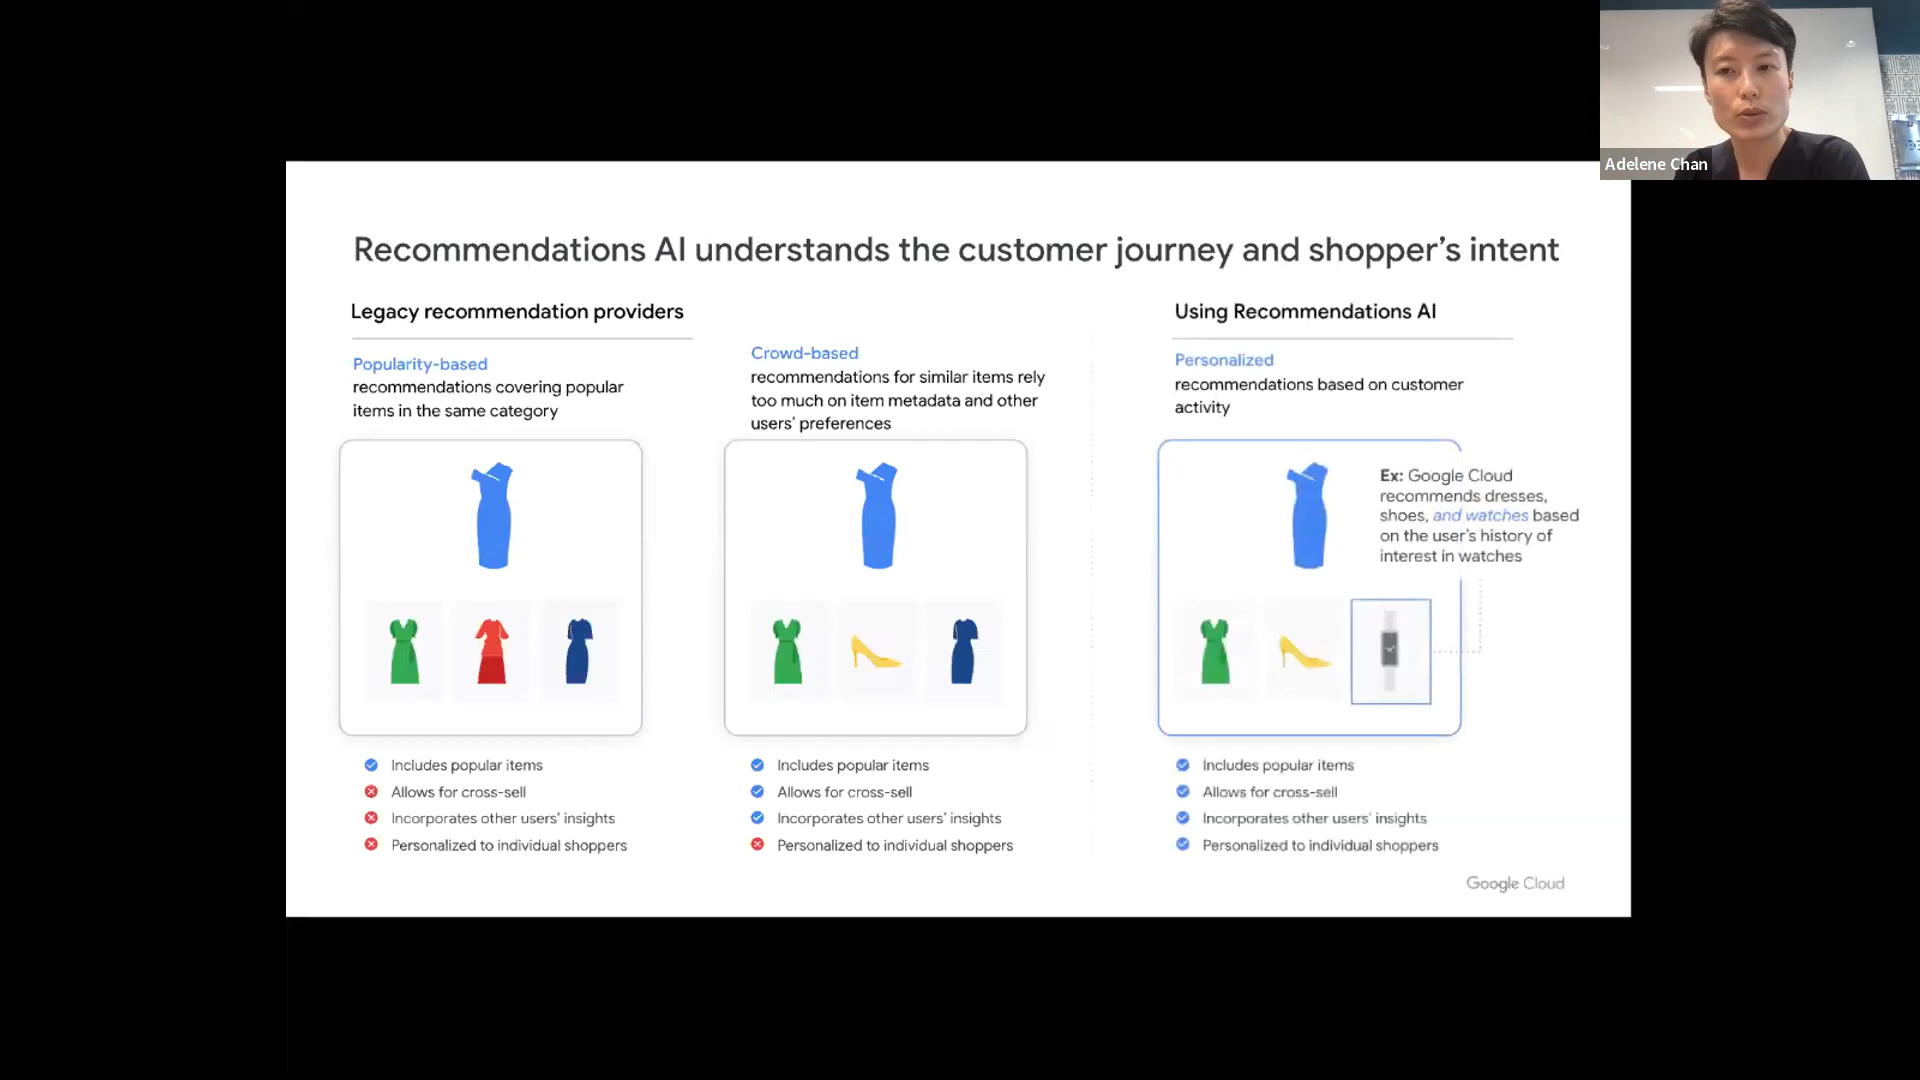 Adelene Chan
Recommendations AI understands the customer journey and shopper's intent
Legacy recommendation providers
Popularity-based
recommendations covering popular
items in the same category
Includes popular items
Allows for cross-sell
Incorporates other users' insights
Personalized to individual shoppers
Crowd-based
recommendations for similar items rely
too much on item metadata and other
users' preferences
Includes popular items
Allows for cross-sell
Incorporates other users' insights
Personalized to individual shoppers
Using Recommendations AI
Personalized
recommendations based on customer
activity
Ex: Google Cloud
recommends dresses,
shoes, and watches based
on the user's history of
interest in watches
Includes popular items
Allows for cross-sell
Incorporates other users' insights
Personalized to individual shoppers
Google Cloud